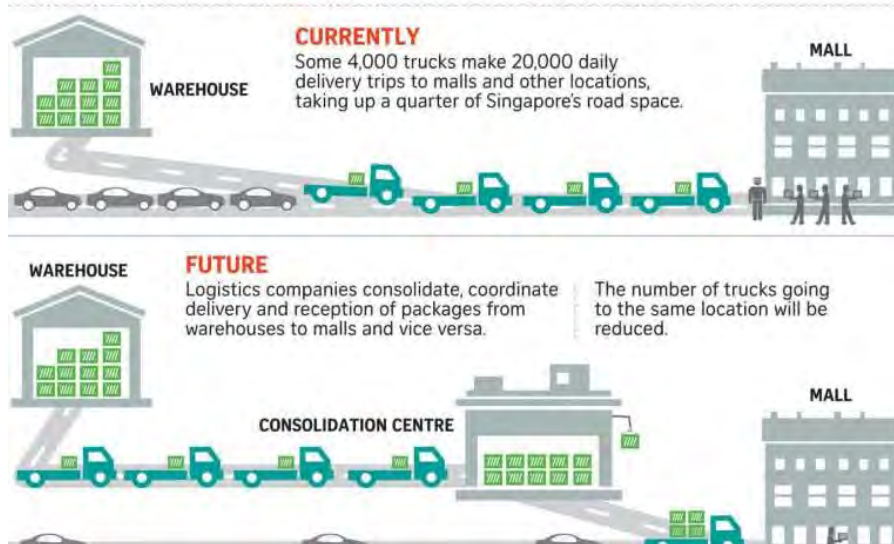 CURRENTLY
Some 4,000 trucks make 20,000 daily
delivery trips to malls and other locations,
taking up a quarter of Singapore's road space.
WAREHOUSE
MALL
WAREHOUSE
FUTURE
Logistics companies consolidate, coordinate
delivery and reception of packages from
warehouses to malls and vice versa.
The number of trucks going
to the same location will be
reduced.
CONSOLIDATION CENTRE
MALL